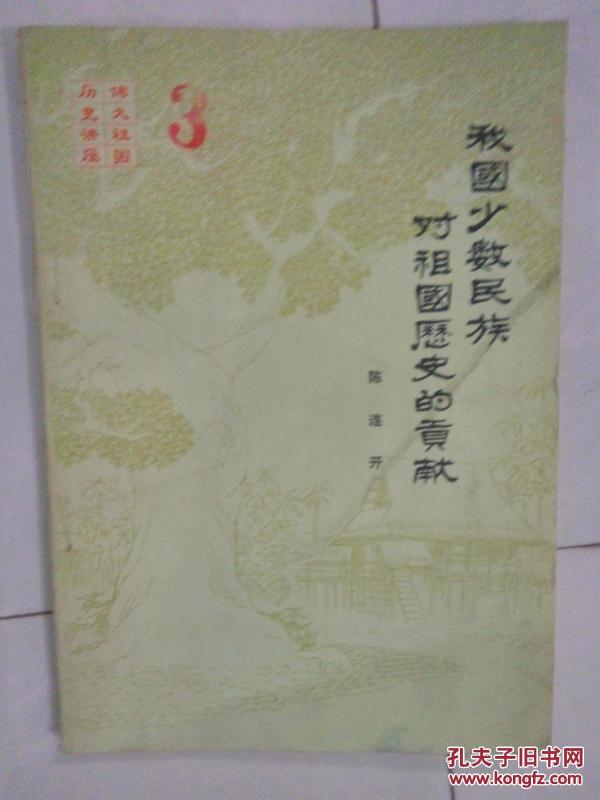 伟大祖国
历史讲座
3
我國少数民族
对祖國歷史的貢献
陈连开
孔夫子旧书网
www.kongfz.com